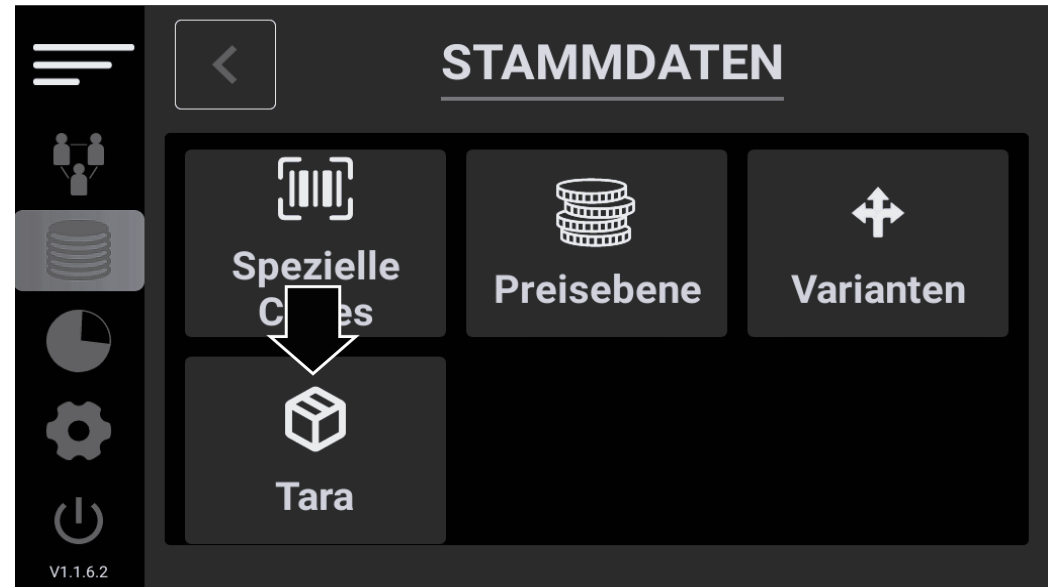 STAMMDATEN
Spezielle
Preisebene
Varianten
Tara
V1.1.6.2